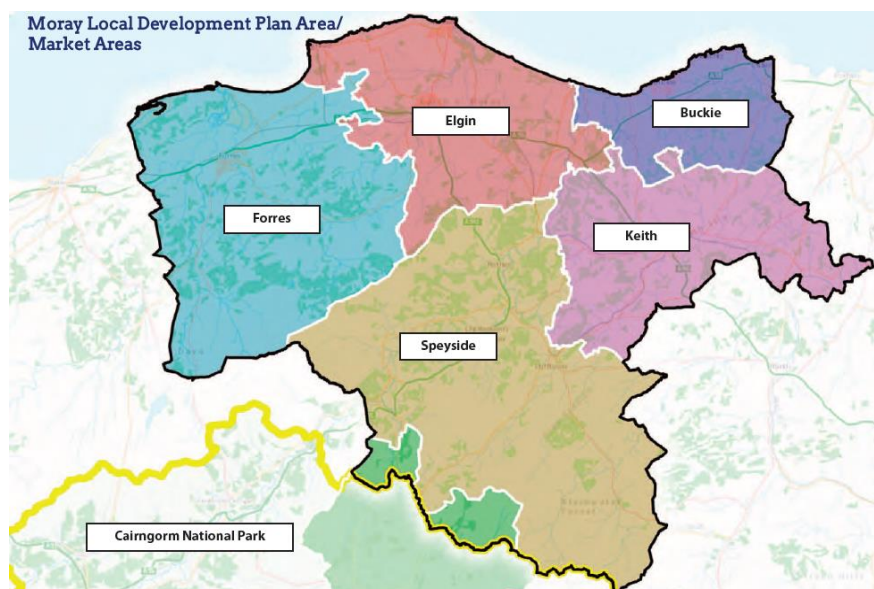 Moray Local Development Plan Area/
Market Areas
Elgin
Buckie
Forres
Keith
Speyside
Cairngorm National Park